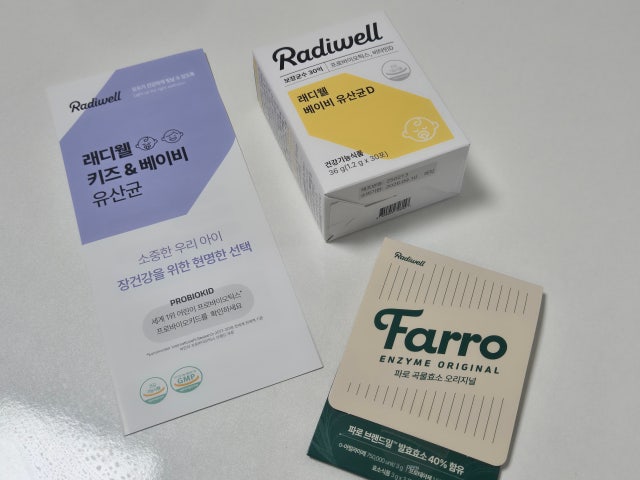 Radiwell
래디웰
키즈 & 베이비
유산균
소중한 우리 아이
장건강을 위한 현명한 선택
PROBIOKID
세계 1위 어린이 프로바이오틱스*
프로바이오키드를 확인하세요
GMP
Radiwell
보장균수 30억
프로바이오틱스, 비타민D
래디웰
베이비 유산균D
건강기능식품
36 g(1.2 g x 30포)
Radiwell
Farro
ENZYME ORIGINAL
파로 곡물효소 오리지널
파로 브랜드밀™ 발효효소 40% 함유